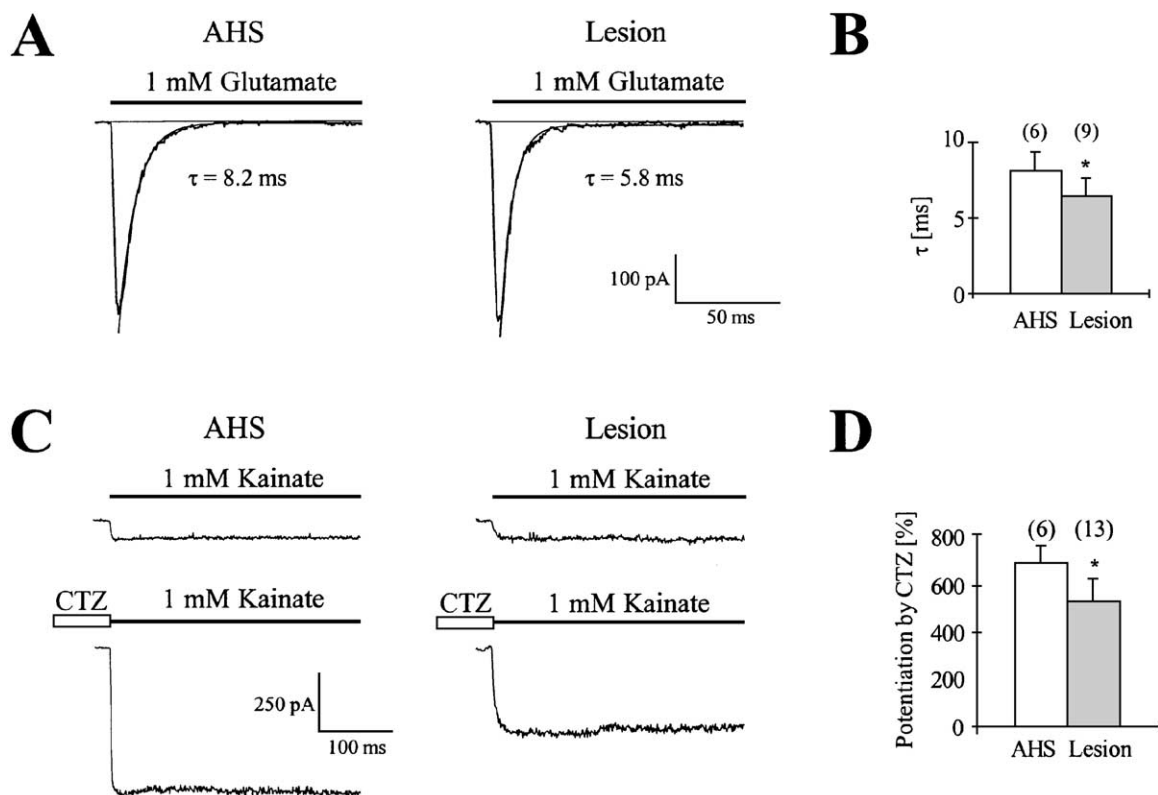 A
AHS
1 mM Glutamate
τ = 8.2 ms
Lesion
1 mM Glutamate
τ = 5.8 ms
100 pA
50 ms
B
τ [ms]
10
5
0
(6) (9)
*
AHS Lesion
C
AHS
1 mM Kainate
CTZ
1 mM Kainate
250 pA
100 ms
Lesion
1 mM Kainate
CTZ
1 mM Kainate
D
Potentiation by CTZ [%]
800
600
400
200
0
(6) (13)
*
AHS Lesion